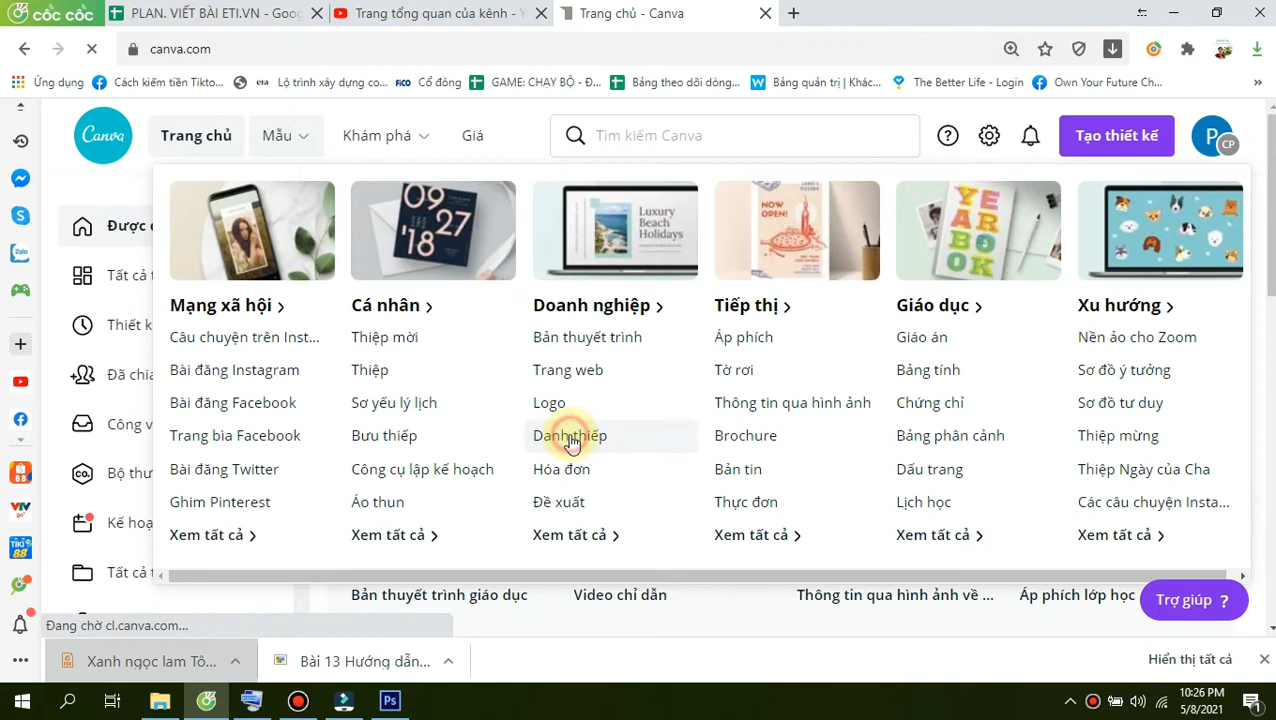 cốc cốc
PLAN. VIẾT BÀI ETI.VN - Goog
Trang tổng quan của kênh - Y
Trang chủ - Canva
canva.com
Ứng dụng
Cách kiếm tiền Tikto...
Lộ trình xây dựng co...
FICO Cổ đông
GAME: CHẠY BỘ - Đ...
Bảng theo dõi dòng...
Bảng quản trị | Khác...
The Better Life - Login
Own Your Future Ch...
Canva
Trang chủ
Mẫu
Khám phá
Giá
Tìm kiếm Canva
Tạo thiết kế
P
CP
09
27
'18
Luxury
Beach
Holidays
NOW
OPEN!
YEAR
BO
OK
Được
Tất cả t
Thiết k
Đã chia
Công v
Bộ thư
Kế hoạ
Tất cả t
Mạng xã hội
Câu chuyện trên Inst...
Bài đăng Instagram
Bài đăng Facebook
Trang bìa Facebook
Bài đăng Twitter
Ghim Pinterest
Xem tất cả
Cá nhân
Thiệp mời
Thiệp
Sơ yếu lý lịch
Bưu thiếp
Công cụ lập kế hoạch
Áo thun
Xem tất cả
Doanh nghiệp
Bản thuyết trình
Trang web
Logo
Danh thiếp
Hóa đơn
Đề xuất
Xem tất cả
Tiếp thị
Áp phích
Tờ rơi
Thông tin qua hình ảnh
Brochure
Bản tin
Thực đơn
Xem tất cả
Giáo dục
Giáo án
Bảng tính
Chứng chỉ
Bảng phân cảnh
Dấu trang
Lịch học
Xem tất cả
Xu hướng
Nền ảo cho Zoom
Sơ đồ ý tưởng
Sơ đồ tư duy
Thiệp mừng
Thiệp Ngày của Cha
Các câu chuyện Insta...
Xem tất cả
Bản thuyết trình giáo dục
Video chỉ dẫn
Thông tin qua hình ảnh về ...
Áp phích lớp học
Trợ giúp ?
Đang chờ cl.canva.com...
Xanh ngọc lam Tô...
Bài 13 Hướng dẫn...
Hiển thị tất cả
10:26 PM
5/8/2021